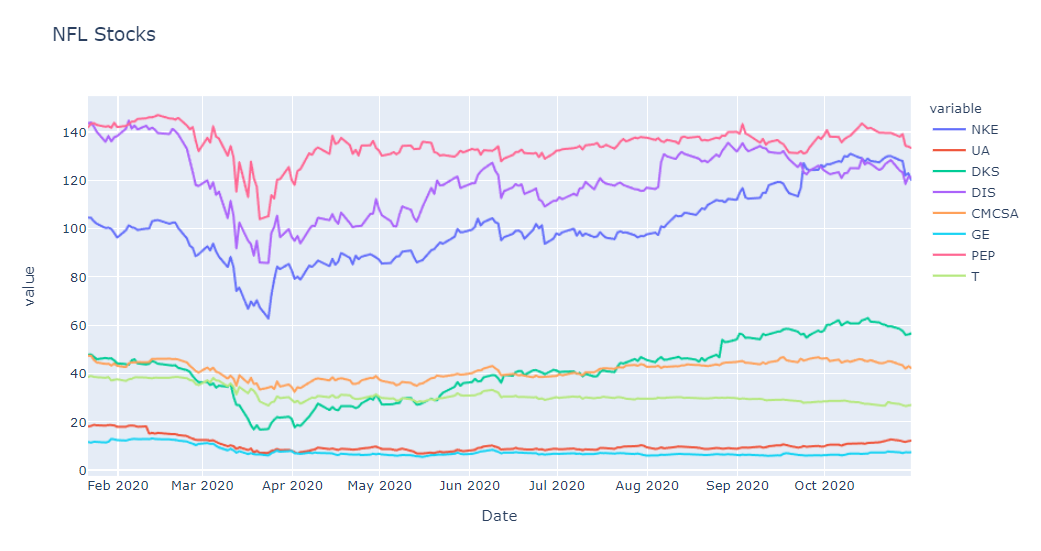 NFL Stocks
variable
NKE
UA
DKS
DIS
CMCSA
GE
PEP
T
value
140
120
100
80
60
40
20
0
Feb 2020 Mar 2020 Apr 2020 May 2020 Jun 2020 Jul 2020 Aug 2020 Sep 2020 Oct 2020
Date